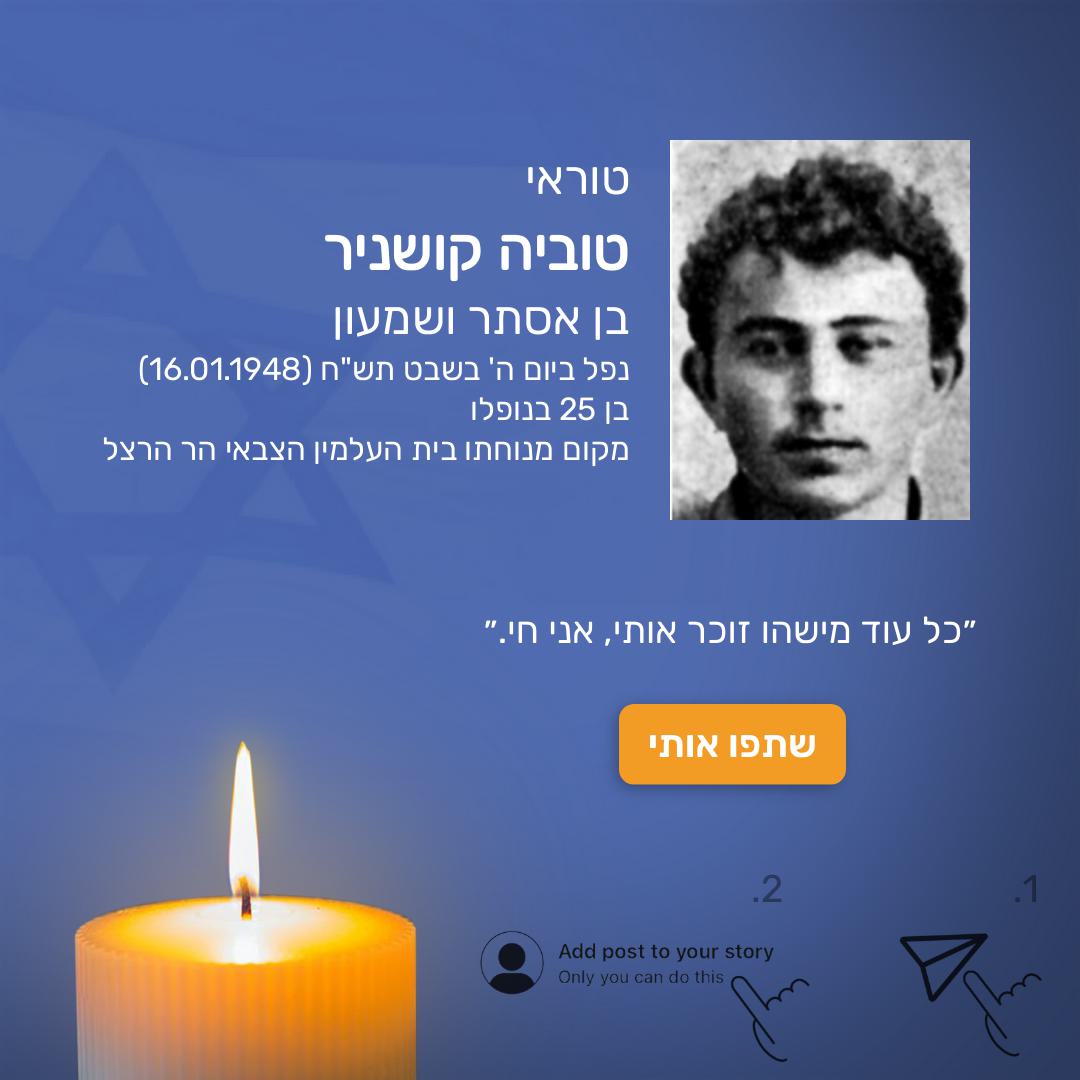 טוראי
טוביה קושניר
בן אסתר ושמעון
נפל ביום ה' בשבט תש"ח (16.01.1948)
בן 25 בנופלו
מקום מנוחתו בית העלמין הצבאי הר הרצל
״כל עוד מישהו זוכר אותי, אני חי.״
שתפו אותי
1.
2.
Add post to your story
Only you can do this